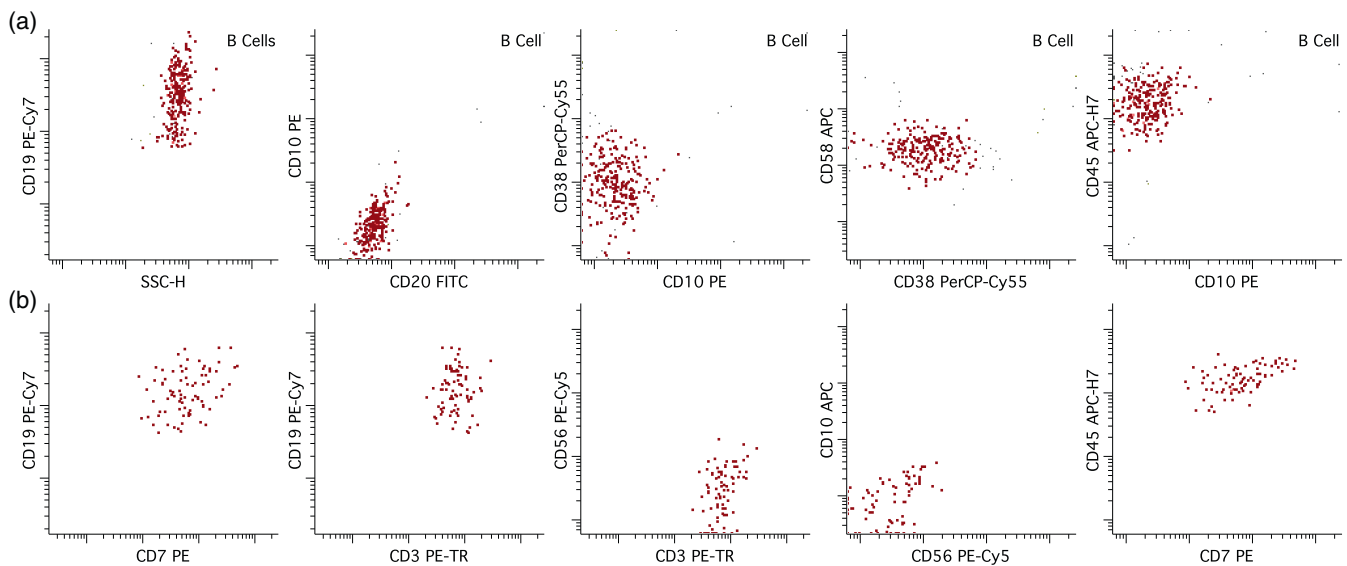 (a)
B Cells
CD19 PE-Cy7
SSC-H
B Cell
CD10 PE
CD20 FITC
B Cell
CD38 PerCP-Cy55
CD10 PE
B Cell
CD58 APC
CD38 PerCP-Cy55
B Cell
CD45 APC-H7
CD10 PE
(b)
CD19 PE-Cy7
CD7 PE
CD19 PE-Cy7
CD3 PE-TR
CD56 PE-Cy5
CD3 PE-TR
CD10 APC
CD56 PE-Cy5
CD45 APC-H7
CD7 PE